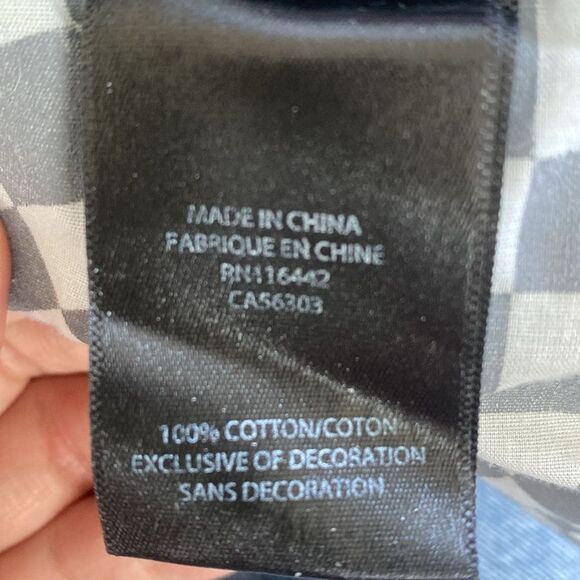 MADE IN CHINA
FABRIQUE EN CHINE
RN116442
CA56303
100% COTTON/COTON
EXCLUSIVE OF DECORATION
SANS DECORATION